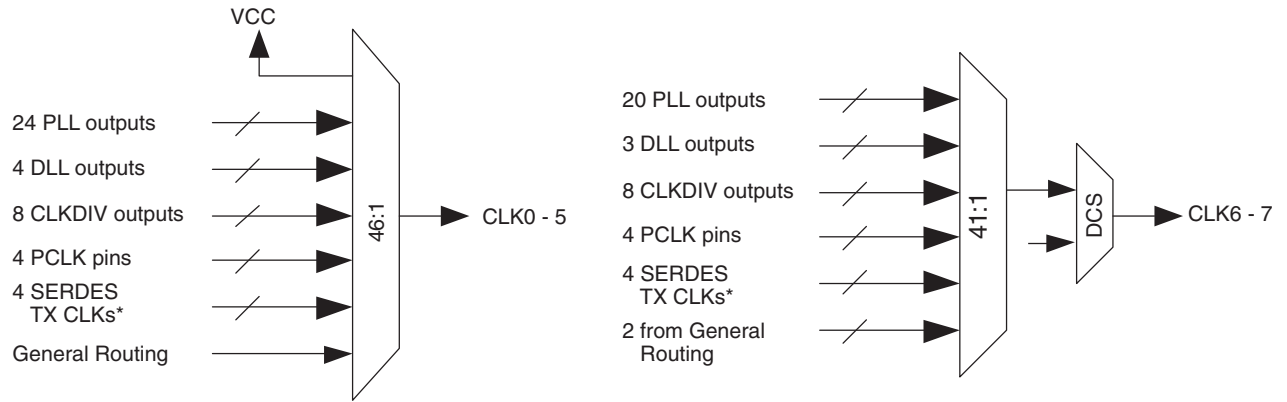 VCC
24 PLL outputs
4 DLL outputs
8 CLKDIV outputs
4 PCLK pins
4 SERDES
TX CLKs*
General Routing
46:1
CLK0 - 5
20 PLL outputs
3 DLL outputs
8 CLKDIV outputs
4 PCLK pins
4 SERDES
TX CLKs*
2 from General
Routing
41:1
DCS
CLK6 - 7